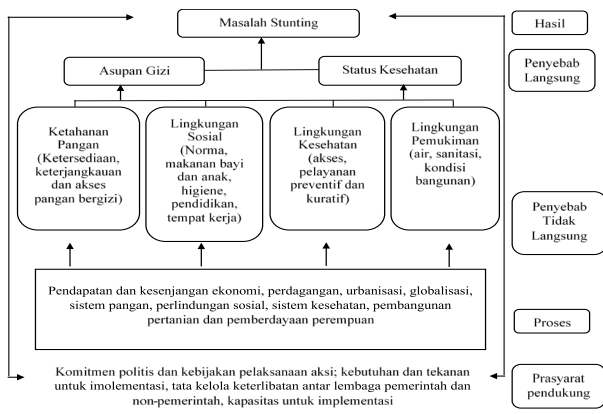 Masalah Stunting
Hasil
Asupan Gizi
Status Kesehatan
Penyebab
Langsung
Ketahanan
Pangan
(Ketersediaan,
keterjangkauan
dan akses
pangan bergizi)
Lingkungan
Sosial
(Norma,
makanan bayi
dan anak,
higiene,
pendidikan,
tempat kerja)
Lingkungan
Kesehatan
(akses,
pelayanan
preventif dan
kuratif)
Lingkungan
Pemukiman
(air, sanitasi,
kondisi
bangunan)
Penyebab
Tidak
Langsung
Pendapatan dan kesenjangan ekonomi, perdagangan, urbanisasi, globalisasi,
sistem pangan, perlindungan sosial, sistem kesehatan, pembangunan
pertanian dan pemberdayaan perempuan
Proses
Komitmen politis dan kebijakan pelaksanaan aksi; kebutuhan dan tekanan
untuk imolementasi, tata kelola keterlibatan antar lembaga pemerintah dan
non-pemerintah, kapasitas untuk implementasi
Prasyarat
pendukung